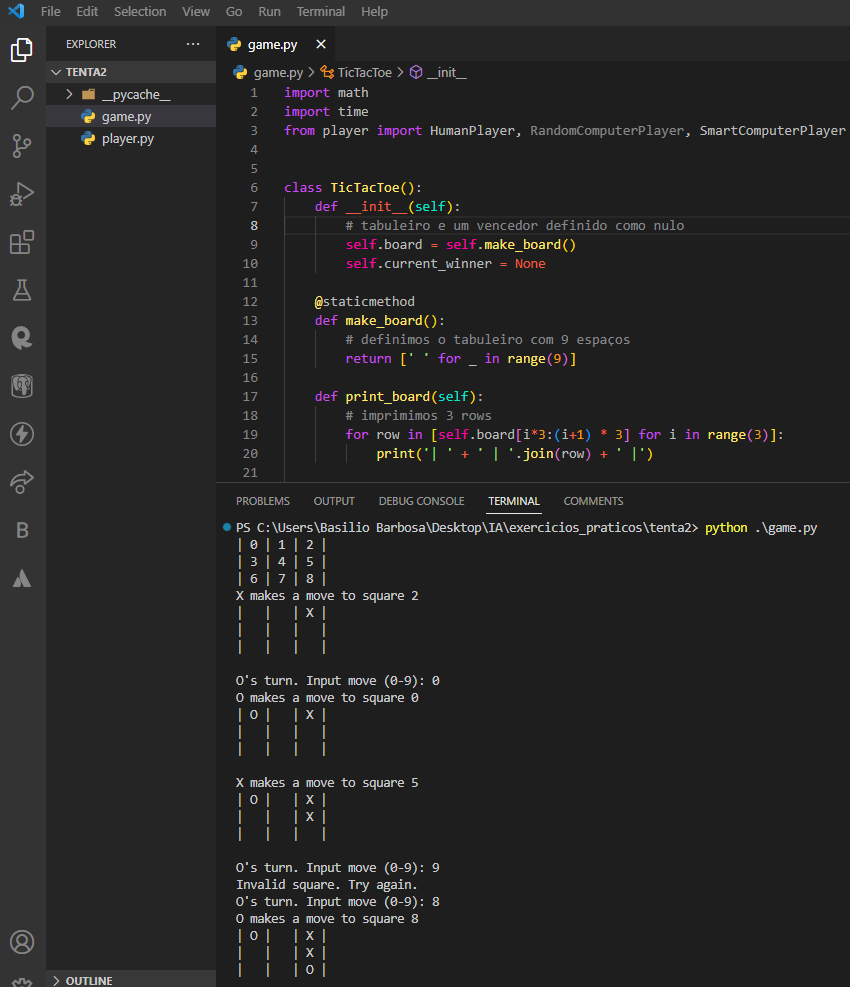 File Edit Selection View Go Run Terminal Help
EXPLORER ...
TENTA2
__pycache__
game.py
player.py
OUTLINE
game.py
game.py > TicTacToe > __init__
1 import math
2 import time
3 from player import HumanPlayer, RandomComputerPlayer, SmartComputerPlayer
4
5
6 class TicTacToe():
7 def __init__(self):
8 # tabuleiro e um vencedor definido como nulo
9 self.board = self.make_board()
10 self.current_winner = None
11
12 @staticmethod
13 def make_board():
14 # definimos o tabuleiro com 9 espaços
15 return [' ' for _ in range(9)]
16
17 def print_board(self):
18 # imprimimos 3 rows
19 for row in [self.board[i*3:(i+1) * 3] for i in range(3)]:
20 print('| ' + ' | '.join(row) + ' |')
21
PROBLEMS OUTPUT DEBUG CONSOLE TERMINAL COMMENTS
PS C:\Users\Basilio Barbosa\Desktop\IA\exercicios_praticos\tenta2> python .\game.py
| 0 | 1 | 2 |
| 3 | 4 | 5 |
| 6 | 7 | 8 |
X makes a move to square 2
|   |   | X |
|   |   |   |
|   |   |   |
O's turn. Input move (0-9): 0
O makes a move to square 0
| O |   | X |
|   |   |   |
|   |   |   |
X makes a move to square 5
| O |   | X |
|   |   | X |
|   |   |   |
O's turn. Input move (0-9): 9
Invalid square. Try again.
O's turn. Input move (0-9): 8
O makes a move to square 8
| O |   | X |
|   |   | X |
|   |   | O |